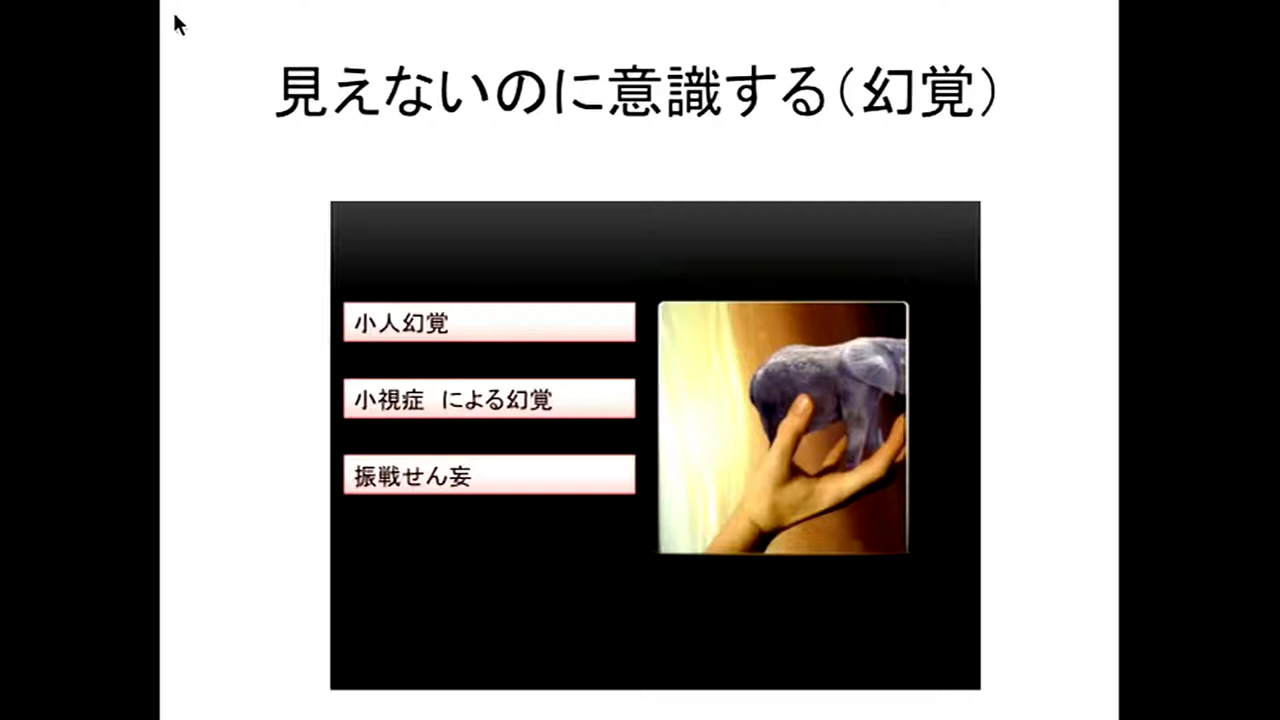 見えないのに意識する（幻覚）
小人幻覚
小視症　による幻覚
振戦せん妄